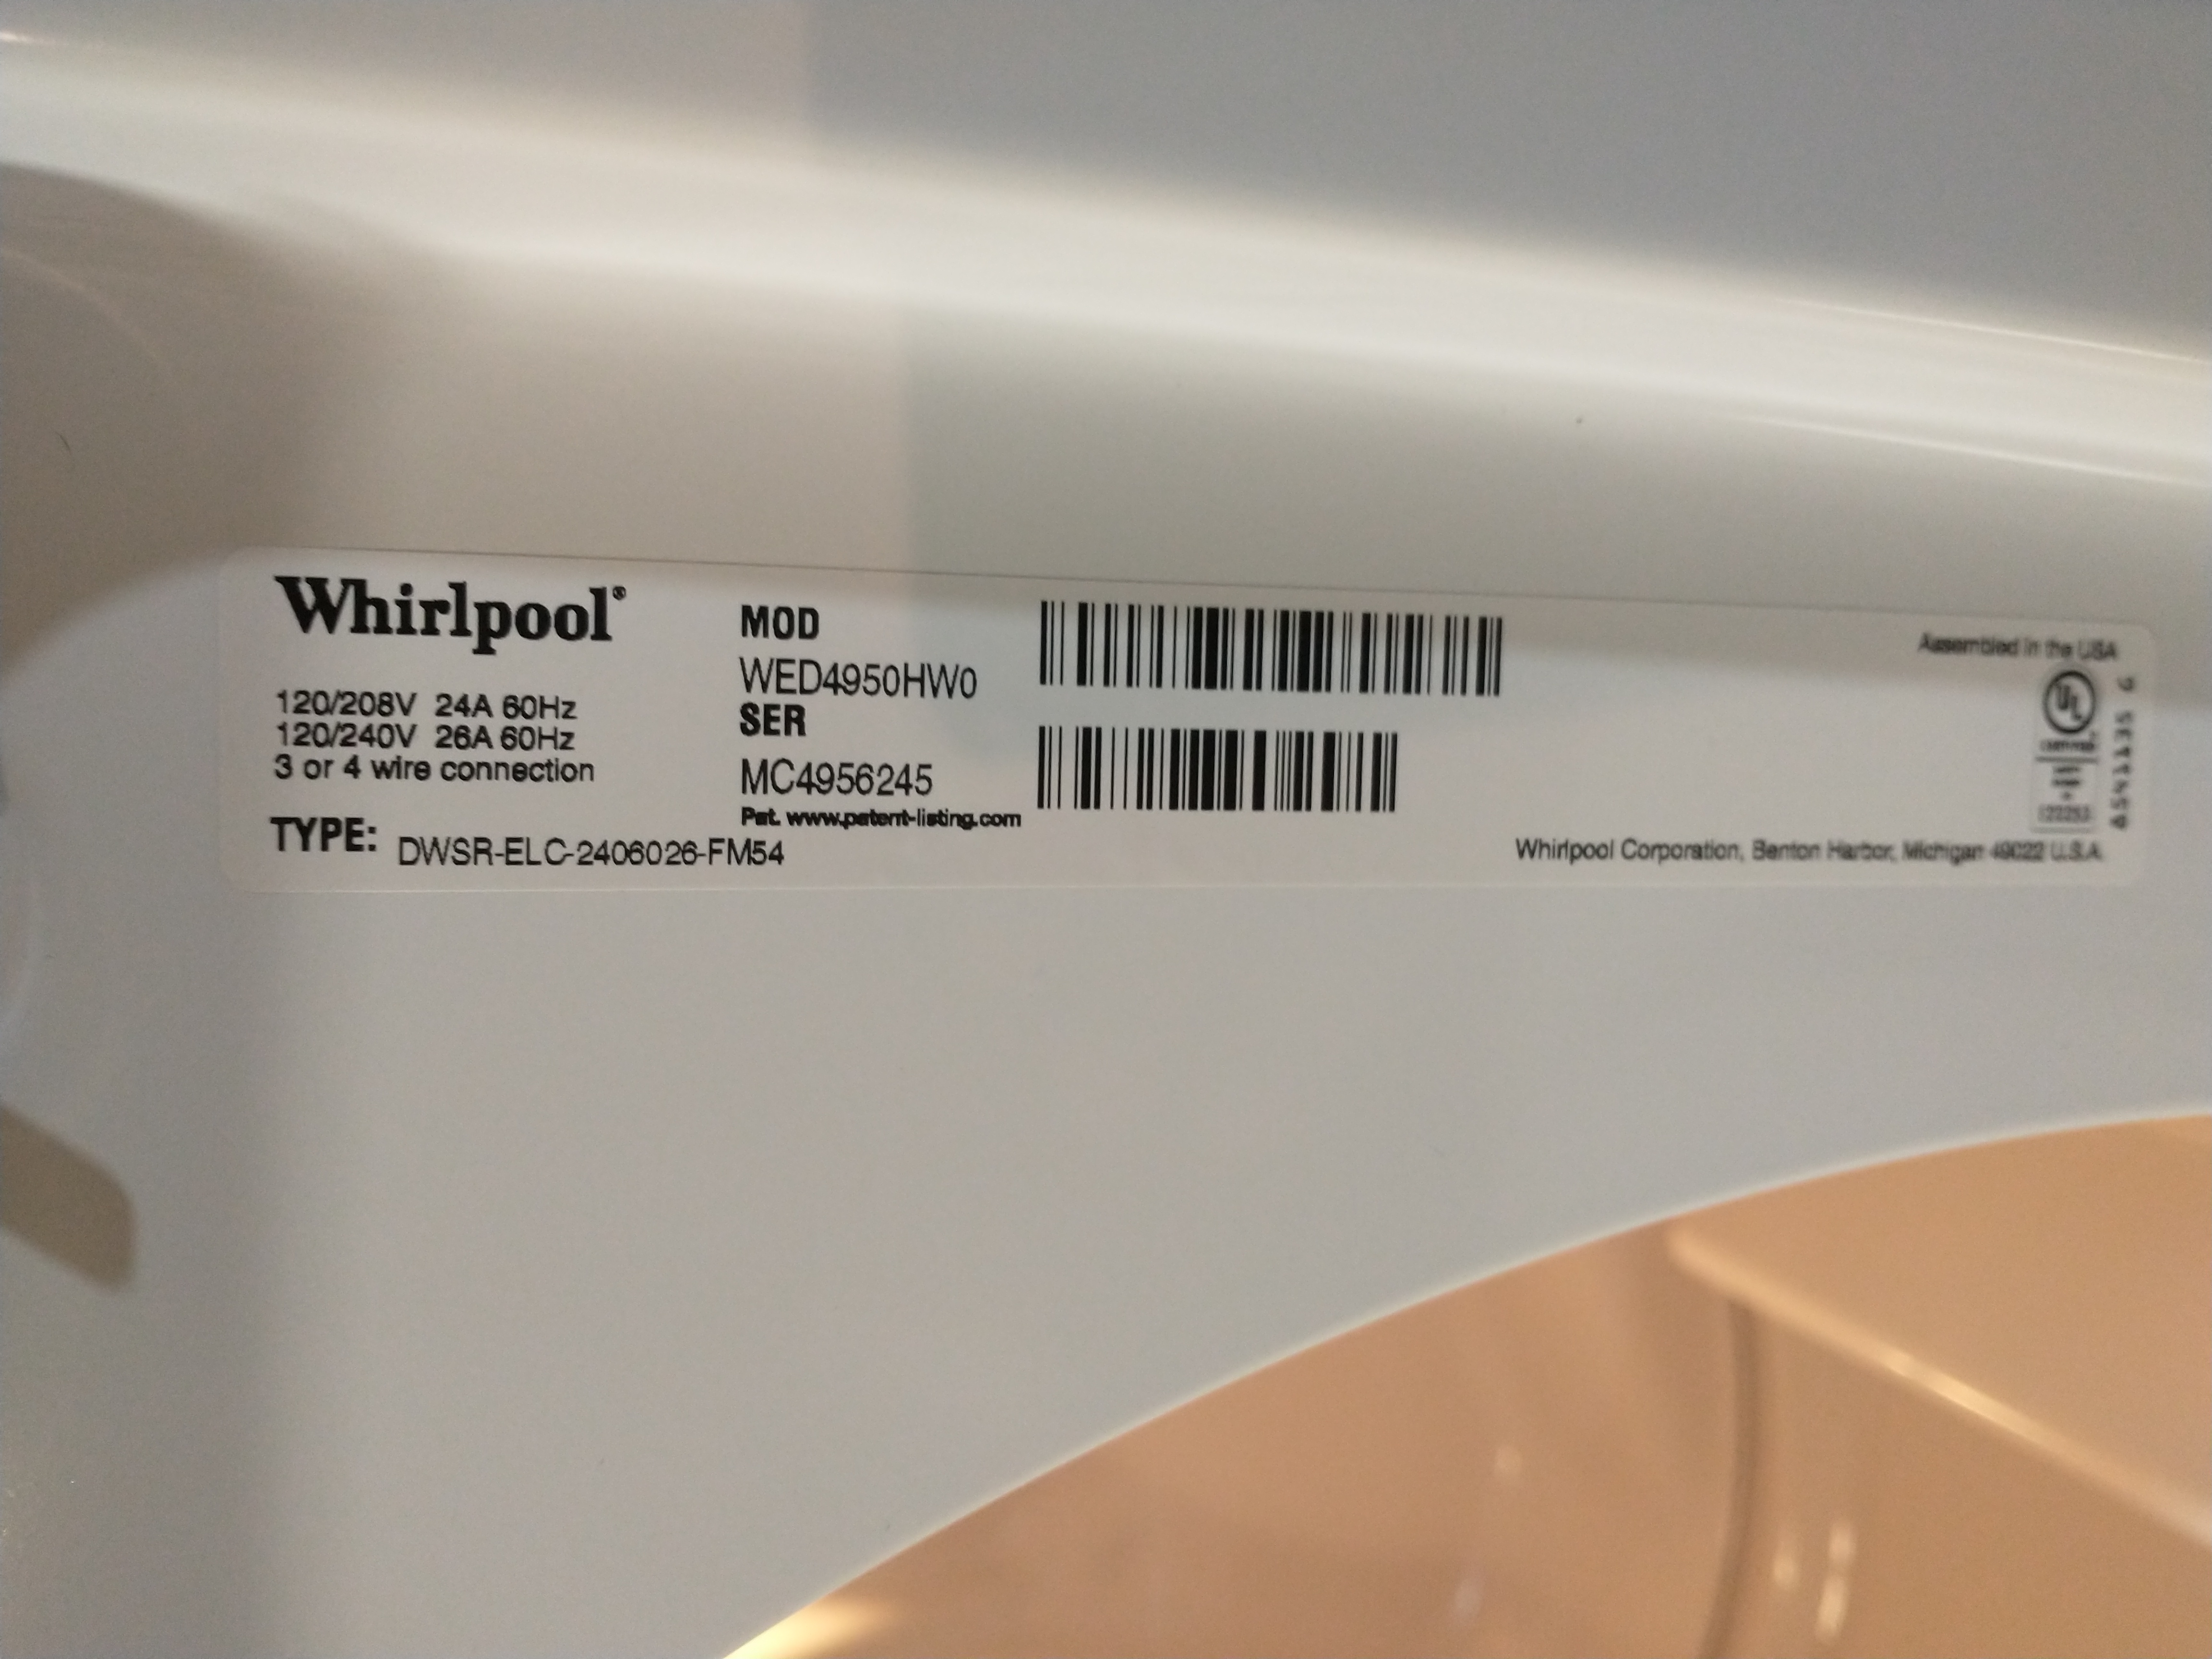 Whirlpool®
120/208V 24A 60Hz
120/240V 26A 60Hz
3 or 4 wire connection
TYPE: DWSR-ELC-2406026-FM54
MOD
WED4950HW0
SER
MC4956245
Pat. www.patent-listing.com
Assembled in the USA
UL
Whirlpool Corporation, Benton Harbor, Michigan 49022 U.S.A.